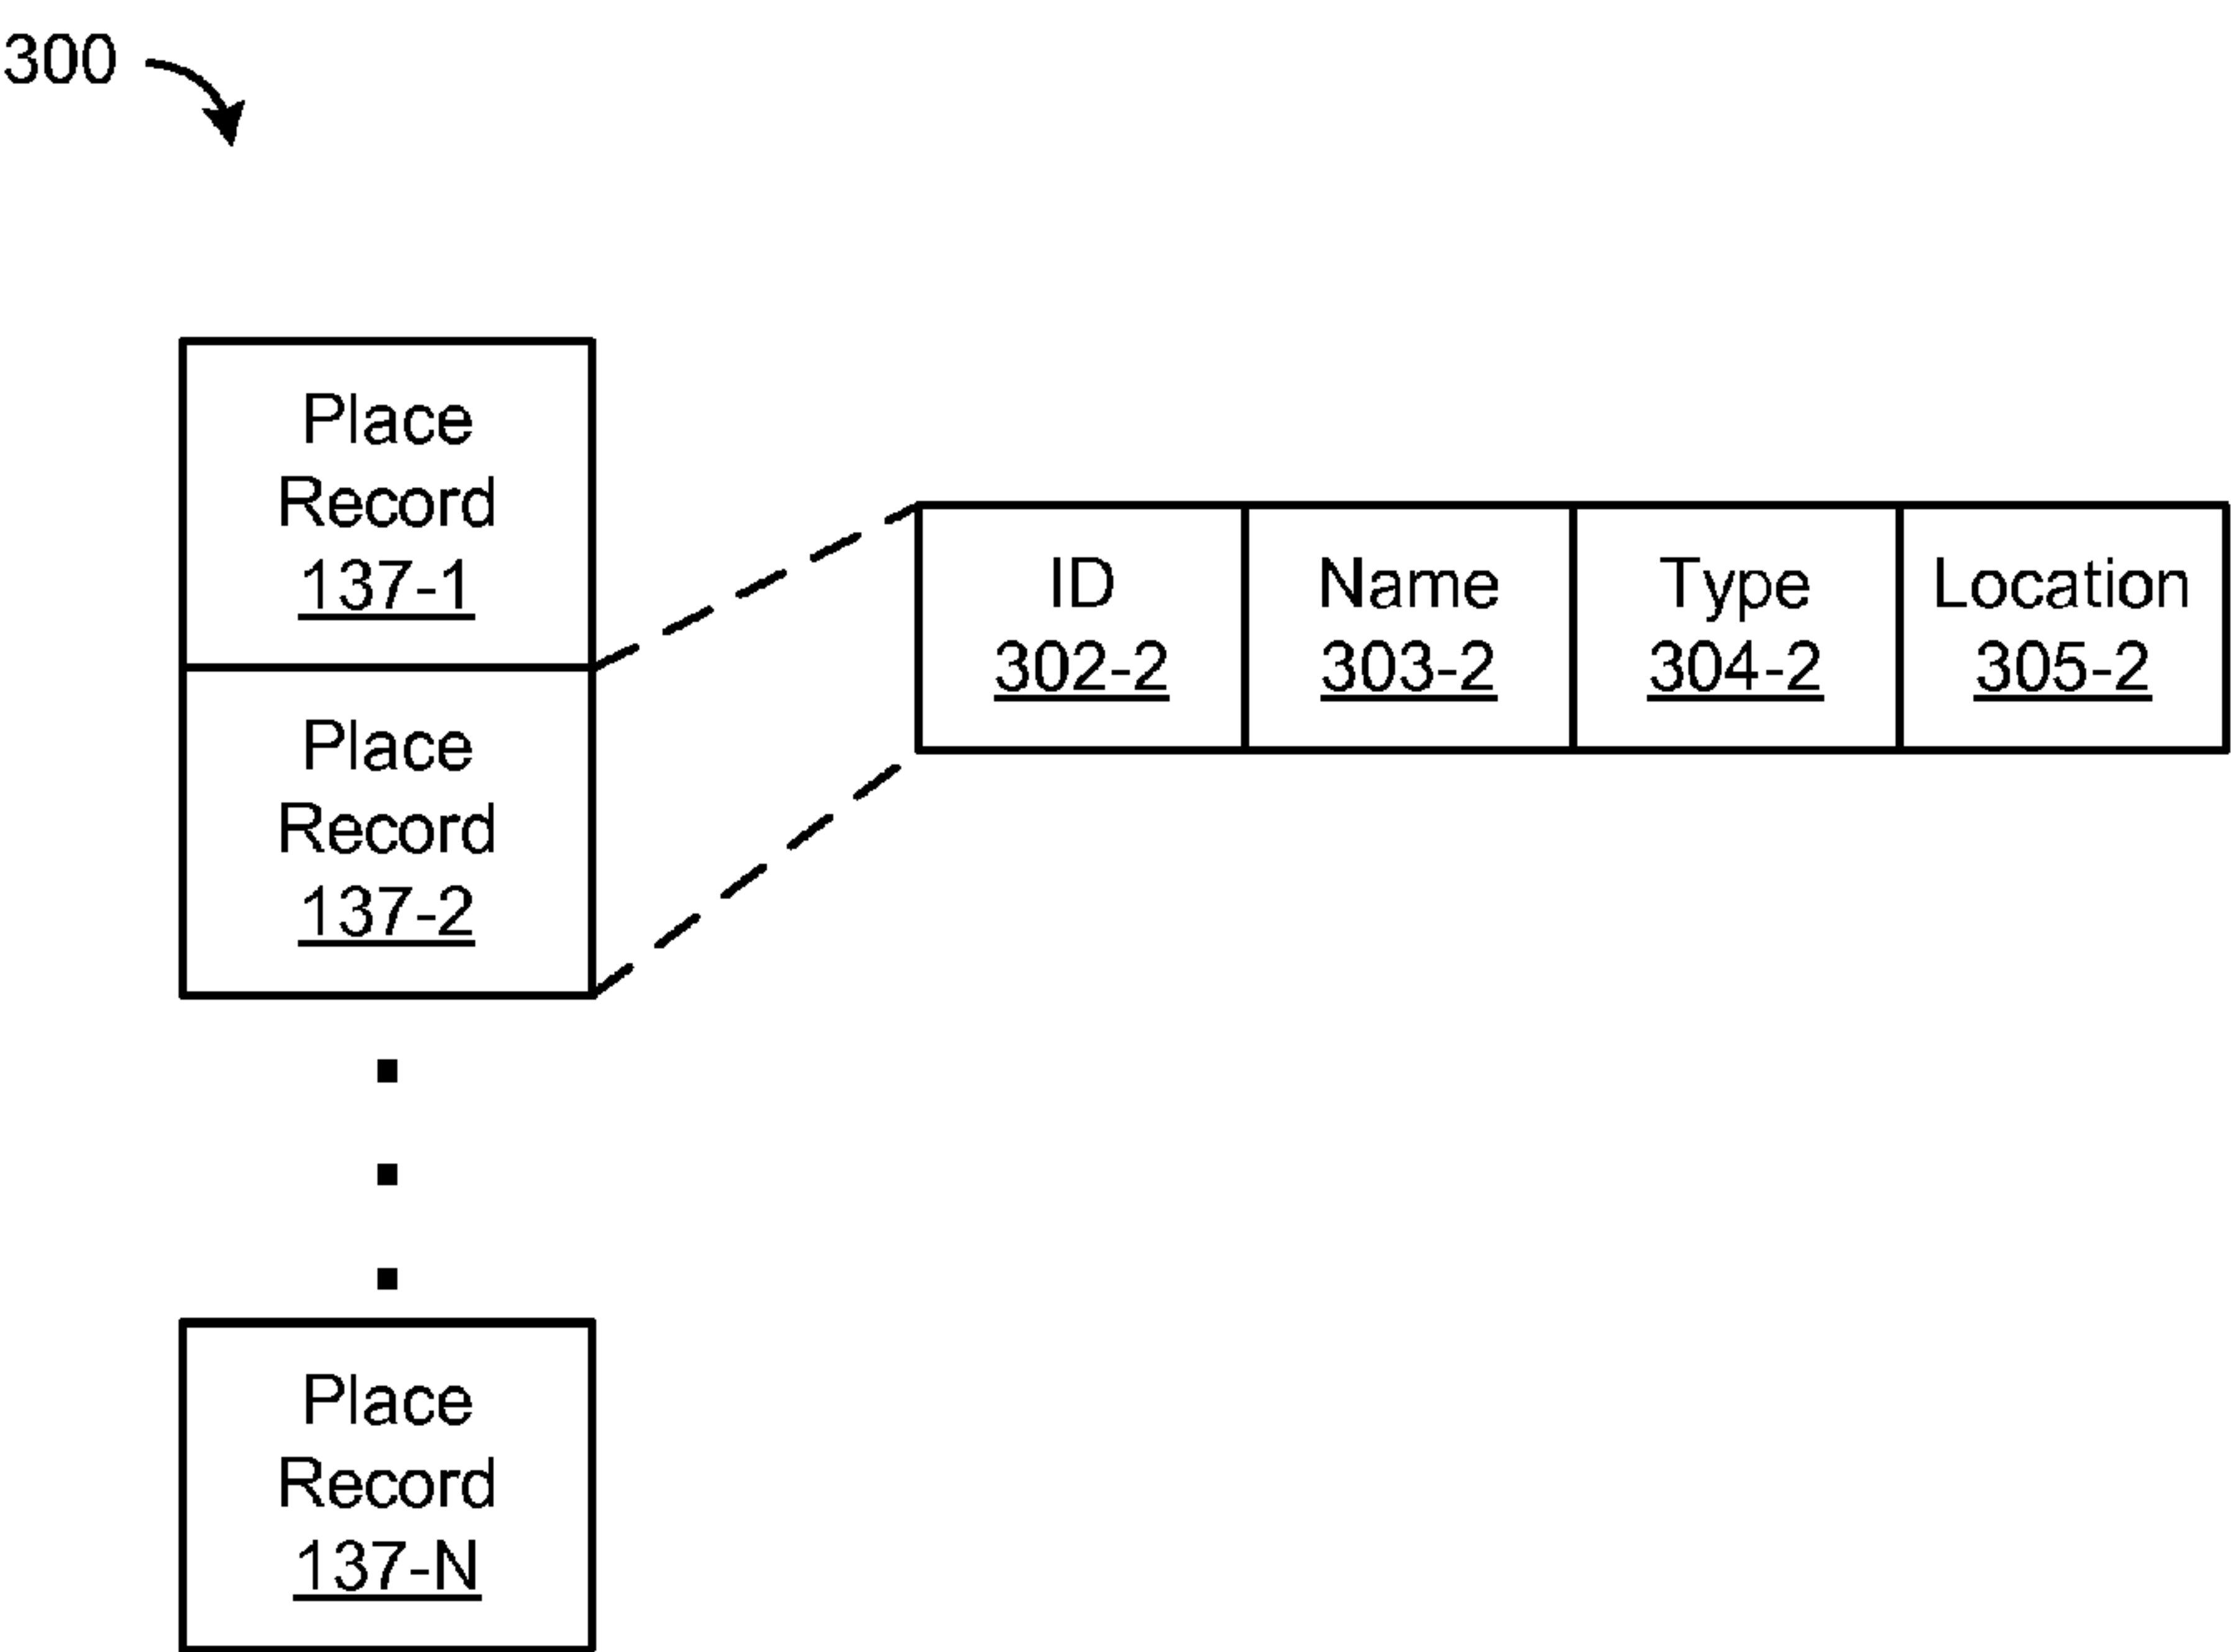 300
Place
Record
137-1
Place
Record
137-2
ID
302-2
Name
303-2
Type
304-2
Location
305-2
Place
Record
137-N